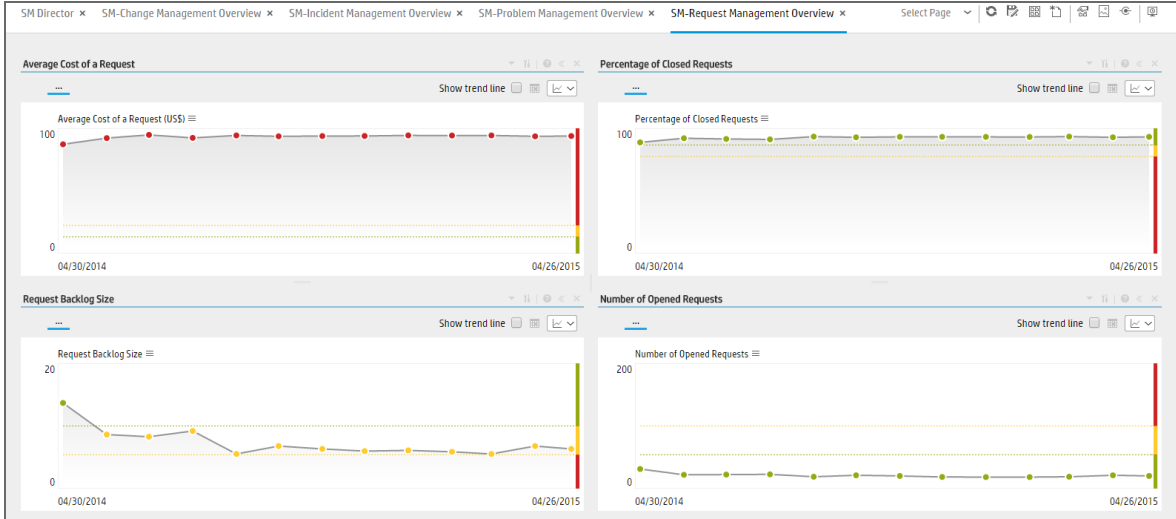 SM Director × SM-Change Management Overview × SM-Incident Management Overview × SM-Problem Management Overview × SM-Request Management Overview × Select Page
Average Cost of a Request
...
Show trend line
Average Cost of a Request (US$)
100
0
04/30/2014 04/26/2015
Percentage of Closed Requests
...
Show trend line
Percentage of Closed Requests
100
0
04/30/2014 04/26/2015
Request Backlog Size
...
Show trend line
Request Backlog Size
20
0
04/30/2014 04/26/2015
Number of Opened Requests
...
Show trend line
Number of Opened Requests
200
0
04/30/2014 04/26/2015